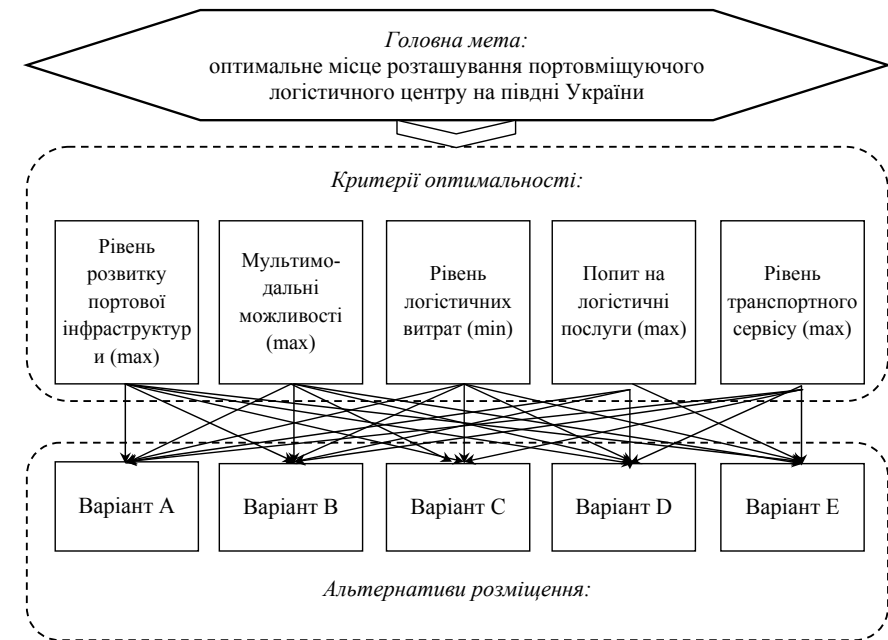 Головна мета:
оптимальне місце розташування портовміщуючого
логістичного центру на півдні України
Критерії оптимальності:
Рівень
розвитку
портової
інфраструктур
и (max)
Мультимо-
дальні
можливості
(max)
Рівень
логістичних
витрат (min)
Попит на
логістичні
послуги (max)
Рівень
транспортного
сервісу (max)
Варіант A
Варіант B
Варіант C
Варіант D
Варіант E
Альтернативи розміщення: